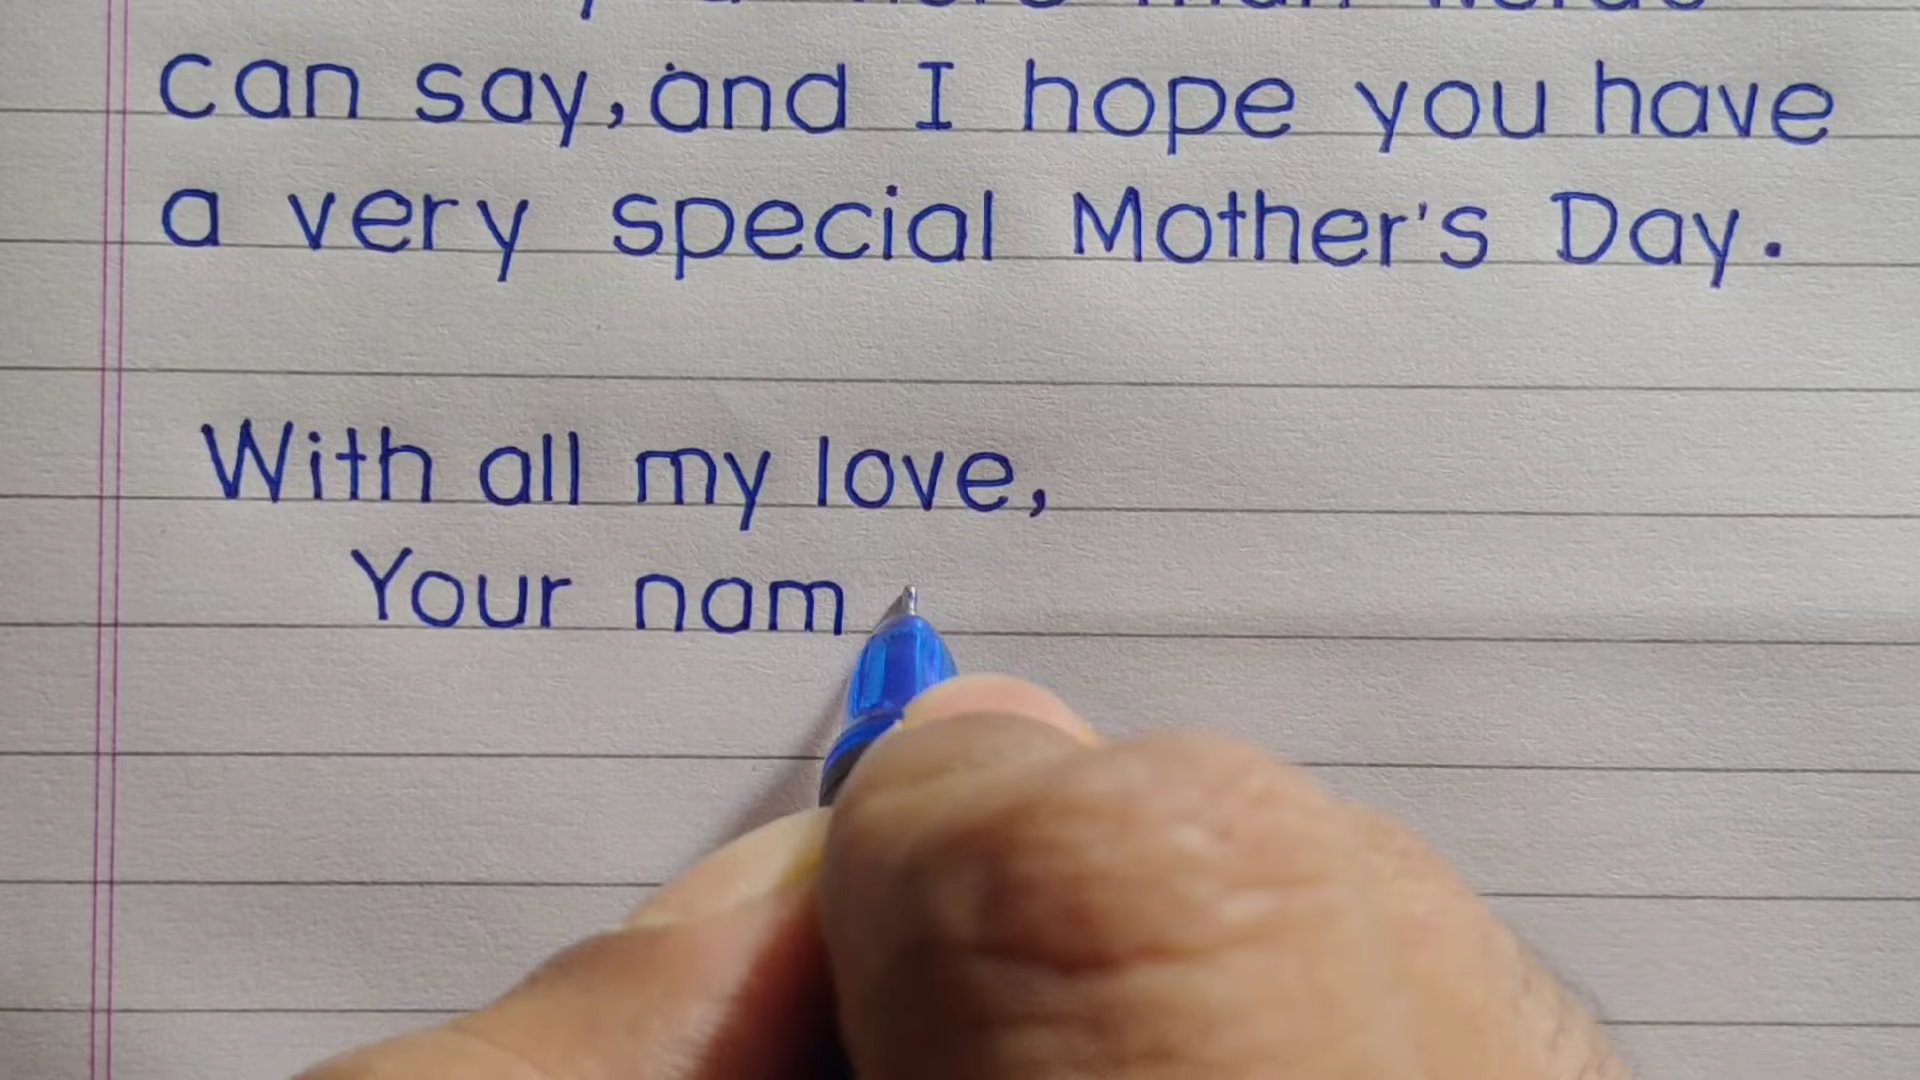 can say, and I hope you have
a very special Mother's Day.
With all my love,
Your nam